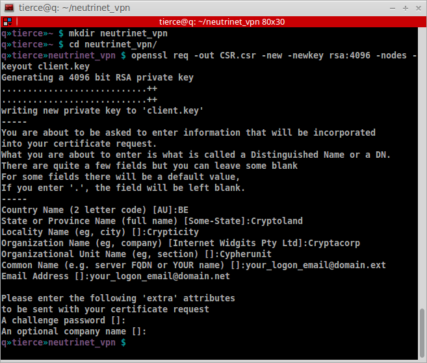 tierce@q: ~/neutrinet_vpn
tierce@q: ~/neutrinet_vpn 80x30
q»tierce»~ $ mkdir neutrinet_vpn
q»tierce»~ $ cd neutrinet_vpn/
q»tierce»neutrinet_vpn $ openssl req -out CSR.csr -new -newkey rsa:4096 -nodes -
keyout client.key
Generating a 4096 bit RSA private key
............................++
..............................++
writing new private key to 'client.key'
-----
You are about to be asked to enter information that will be incorporated
into your certificate request.
What you are about to enter is what is called a Distinguished Name or a DN.
There are quite a few fields but you can leave some blank
For some fields there will be a default value,
If you enter '.', the field will be left blank.
-----
Country Name (2 letter code) [AU]:BE
State or Province Name (full name) [Some-State]:Cryptoland
Locality Name (eg, city) []:Crypticity
Organization Name (eg, company) [Internet Widgits Pty Ltd]:Cryptacorp
Organizational Unit Name (eg, section) []:Cypherunit
Common Name (e.g. server FQDN or YOUR name) []:your_logon_email@domain.ext
Email Address []:your_logon_email@domain.net

Please enter the following 'extra' attributes
to be sent with your certificate request
A challenge password []:
An optional company name []:
q»tierce»neutrinet_vpn $